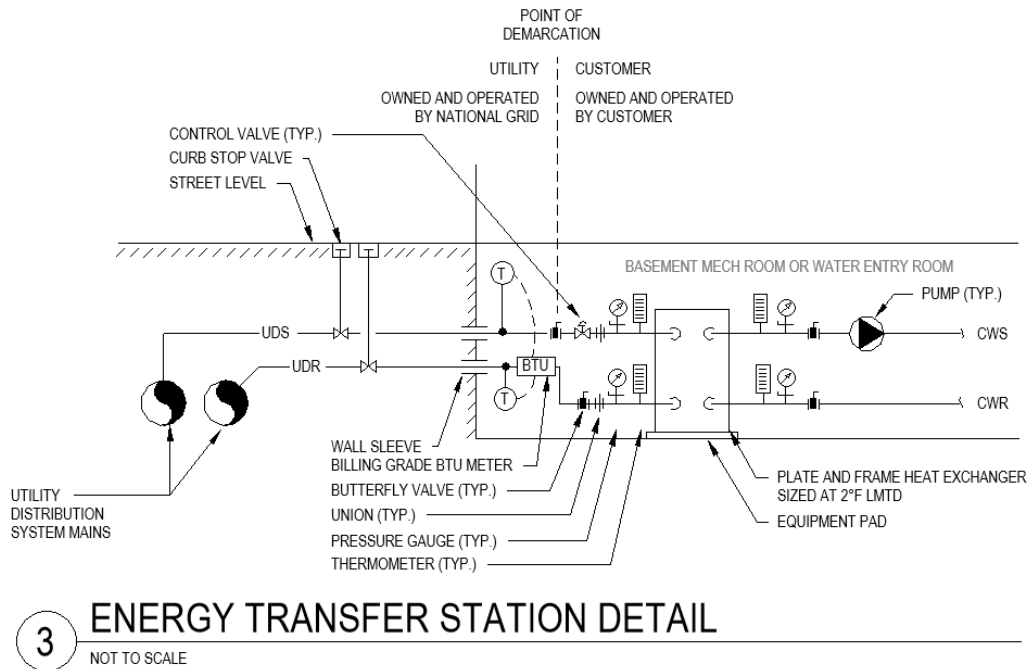 POINT OF
DEMARCATION
UTILITY
CUSTOMER
OWNED AND OPERATED
BY NATIONAL GRID
OWNED AND OPERATED
BY CUSTOMER
CONTROL VALVE (TYP.)
CURB STOP VALVE
STREET LEVEL
T
BASEMENT MECH ROOM OR WATER ENTRY ROOM
PUMP (TYP.)
UDS
CWS
UDR
BTU
T
CWR
WALL SLEEVE
BILLING GRADE BTU METER
BUTTERFLY VALVE (TYP.)
UNION (TYP.)
PRESSURE GAUGE (TYP.)
THERMOMETER (TYP.)
PLATE AND FRAME HEAT EXCHANGER
SIZED AT 2°F LMTD
EQUIPMENT PAD
UTILITY
DISTRIBUTION
SYSTEM MAINS
3
ENERGY TRANSFER STATION DETAIL
NOT TO SCALE